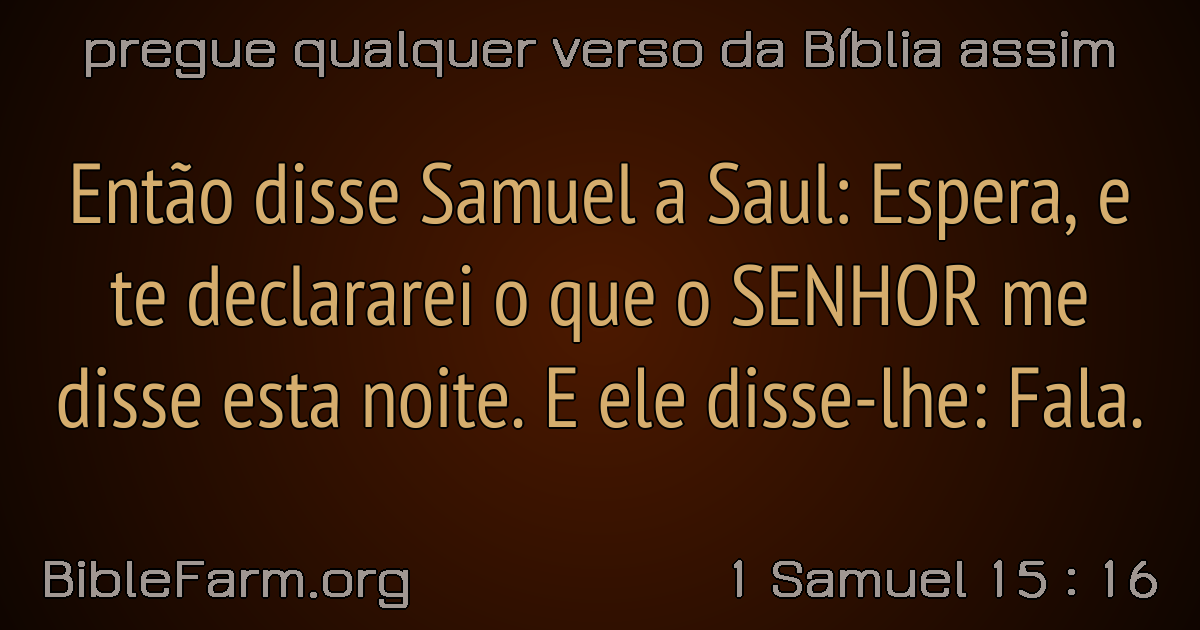 pregue qualquer verso da Bíblia assim
Então disse Samuel a Saul: Espera, e
te declararei o que o SENHOR me
disse esta noite. E ele disse-lhe: Fala.
BibleFarm.org
1 Samuel 15 : 16